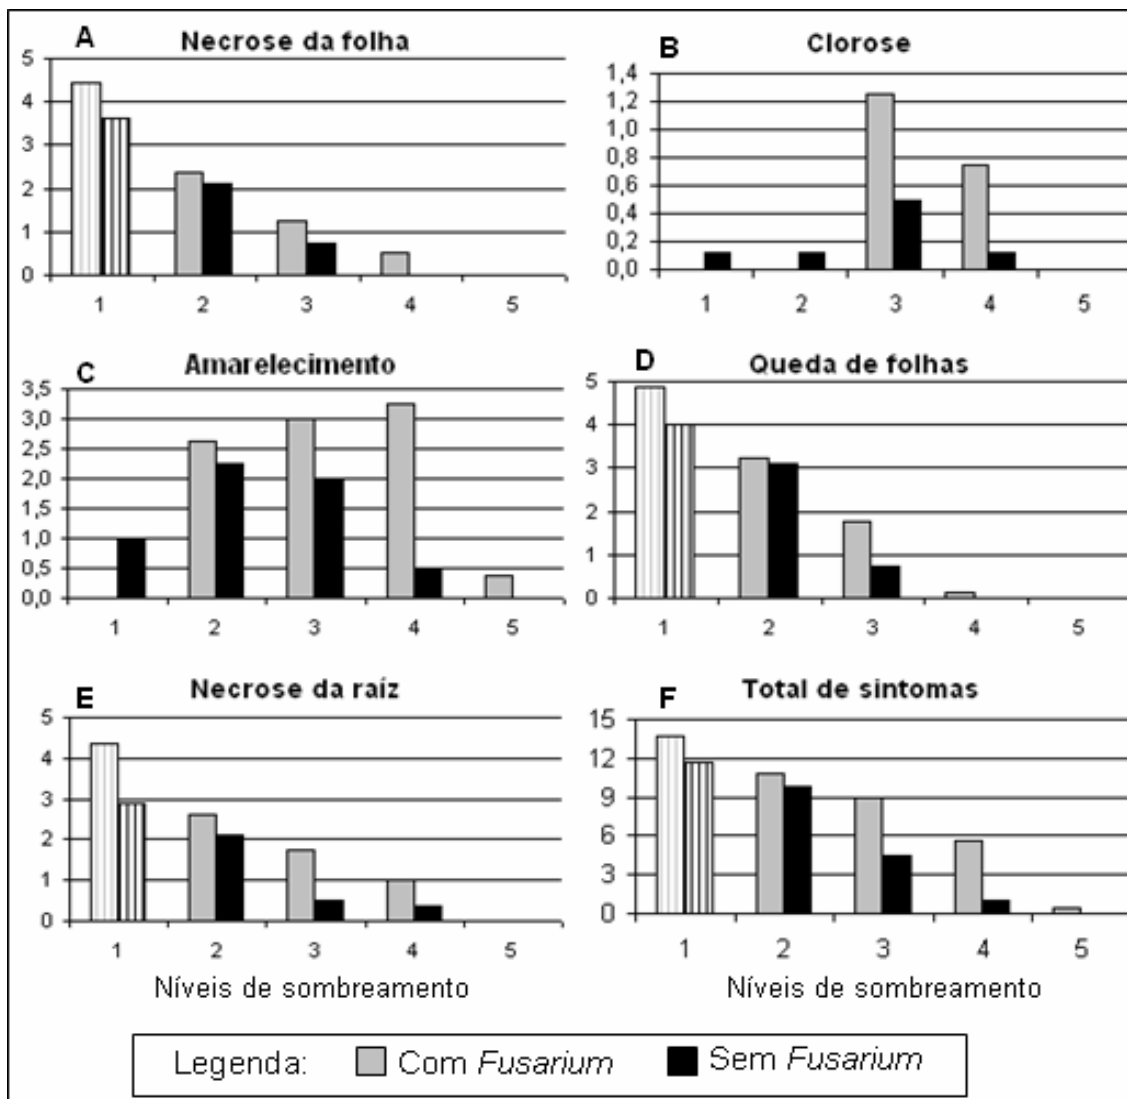 A Necrose da folha
5
4
3
2
1
0
1 2 3 4 5
B Clorose
1,4
1,2
1,0
0,8
0,6
0,4
0,2
0,0
1 2 3 4 5
C Amarelecimento
3,5
3,0
2,5
2,0
1,5
1,0
0,5
0,0
1 2 3 4 5
D Queda de folhas
5
4
3
2
1
0
1 2 3 4 5
E Necrose da raíz
5
4
3
2
1
0
1 2 3 4 5
Níveis de sombreamento
F Total de sintomas
15
12
9
6
3
0
1 2 3 4 5
Níveis de sombreamento
Legenda: Com Fusarium Sem Fusarium